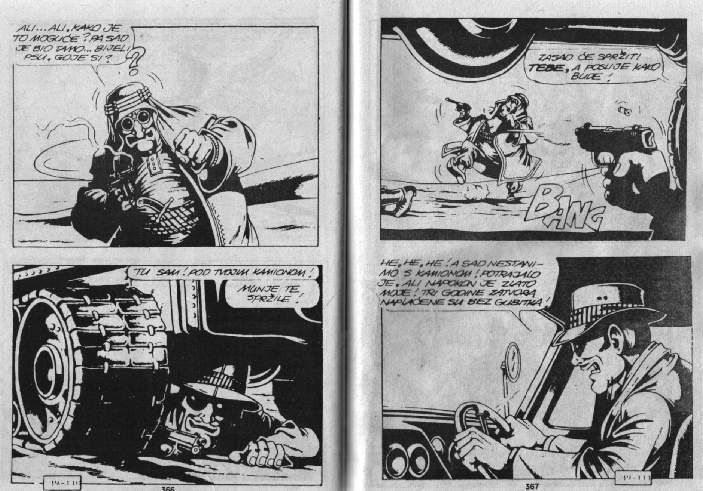 ALI...ALI, KAKO JE
TO MOGUĆE? PA SAD
JE BIO TAMO... BIJELI
PSU, GDJE SI?
?
TU SAM! POD TVOJIM KAMIONOM!
MUNJE TE
SPRŽILE!
366
ZASAD ĆE SPRŽITI
TEBE, A POSLIJE KAKO
BUDE!
BANG
HE, HE, HE! A SAD NESTANI-
MO S KAMIONOM! POTRAJALO
JE, ALI NAPOKON JE ZLATO
MOJE! TRI GODINE ZATVORA
NAPLAĆENE SU BEZ GUBITKA!
367